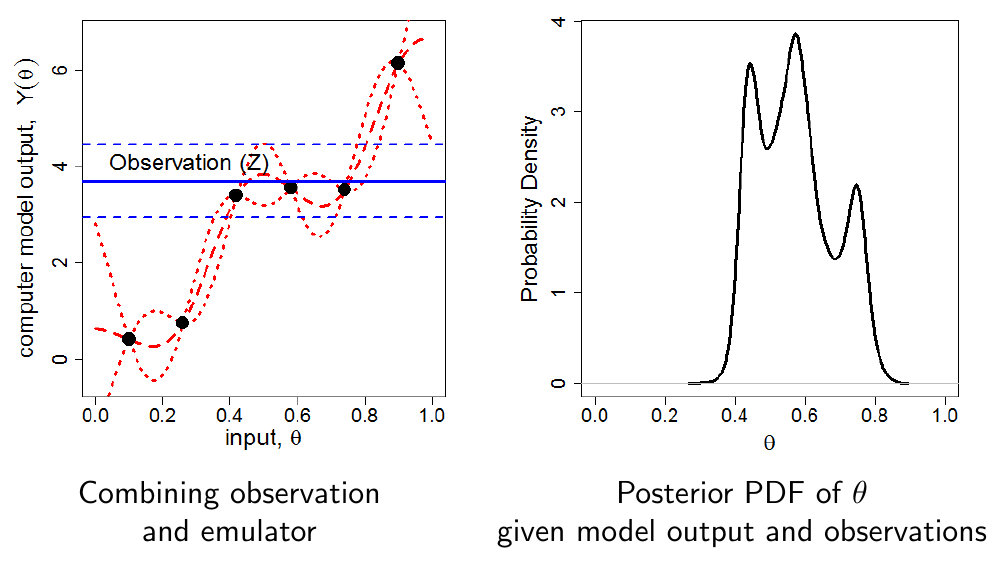 computer model output, Y(θ)
0
2
4
6
Observation (Z)
0.0 0.2 0.4 0.6 0.8 1.0
input, θ
Combining observation
and emulator
Probability Density
0
1
2
3
4
0.0 0.2 0.4 0.6 0.8 1.0
θ
Posterior PDF of θ
given model output and observations